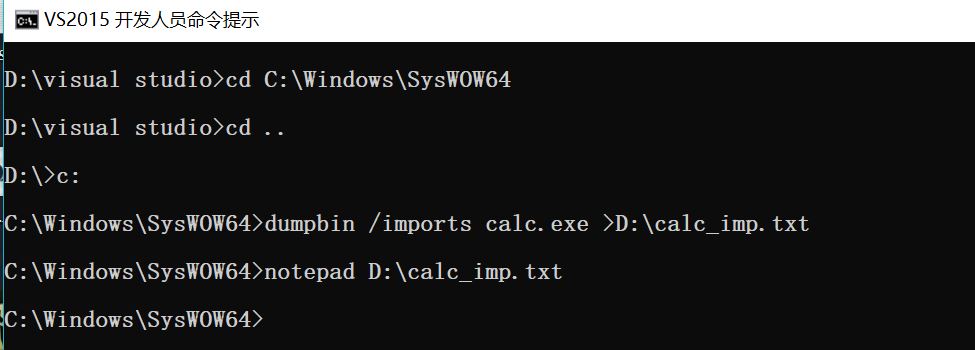 VS2015 开发人员命令提示
D:\visual studio>cd C:\Windows\SysWOW64
D:\visual studio>cd ..
D:\>c:
C:\Windows\SysWOW64>dumpbin /imports calc.exe >D:\calc_imp.txt
C:\Windows\SysWOW64>notepad D:\calc_imp.txt
C:\Windows\SysWOW64>